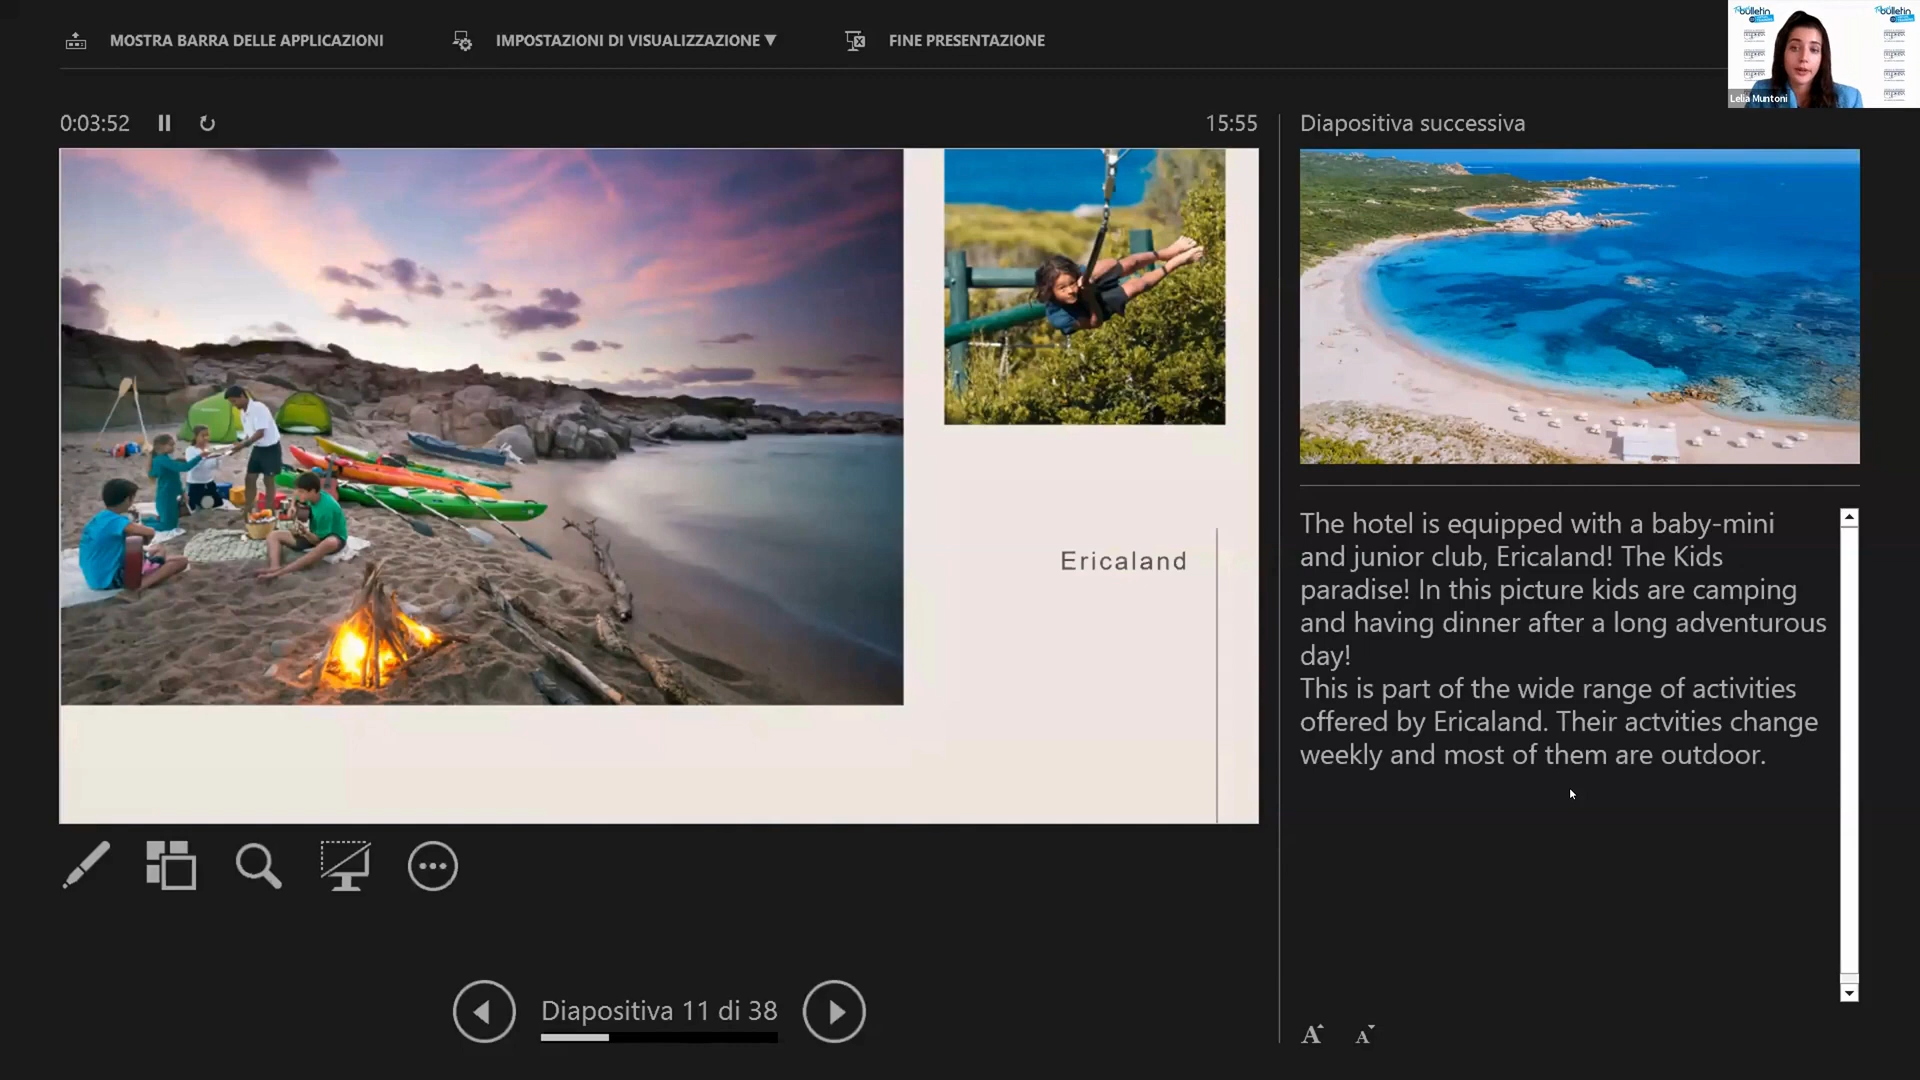 MOSTRA BARRA DELLE APPLICAZIONI
IMPOSTAZIONI DI VISUALIZZAZIONE ▼
FINE PRESENTAZIONE
bulletin
bulletin
Lelia Muntoni
0:03:52
15:55
Diapositiva successiva
Ericaland
The hotel is equipped with a baby-mini
and junior club, Ericaland! The Kids
paradise! In this picture kids are camping
and having dinner after a long adventurous
day!
This is part of the wide range of activities
offered by Ericaland. Their actvities change
weekly and most of them are outdoor.
Diapositiva 11 di 38
A A